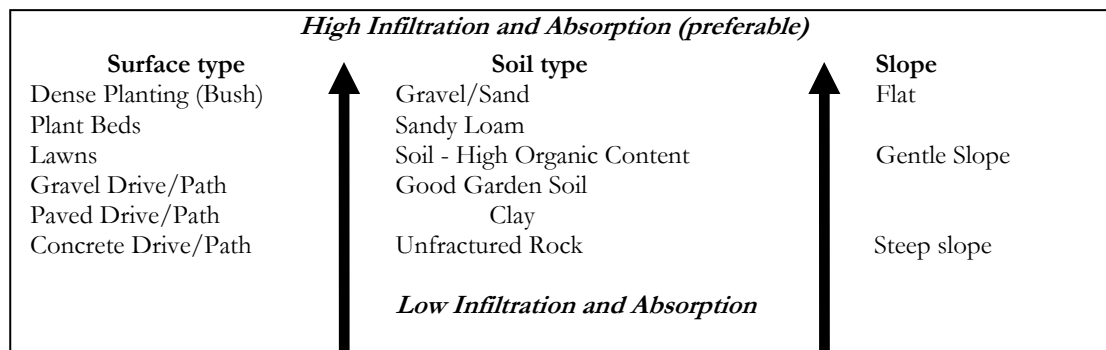 High Infiltration and Absorption (preferable)
Surface type Soil type Slope
Dense Planting (Bush) Gravel/Sand Flat
Plant Beds Sandy Loam
Lawns Soil - High Organic Content Gentle Slope
Gravel Drive/Path Good Garden Soil
Paved Drive/Path Clay
Concrete Drive/Path Unfractured Rock Steep slope
Low Infiltration and Absorption